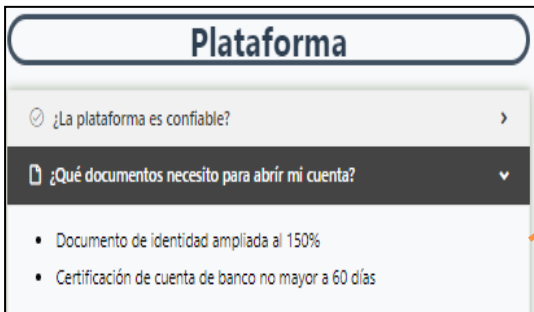 Plataforma
¿La plataforma es confiable?
¿Qué documentos necesito para abrir mi cuenta?
Documento de identidad ampliada al 150%
Certificación de cuenta de banco no mayor a 60 días